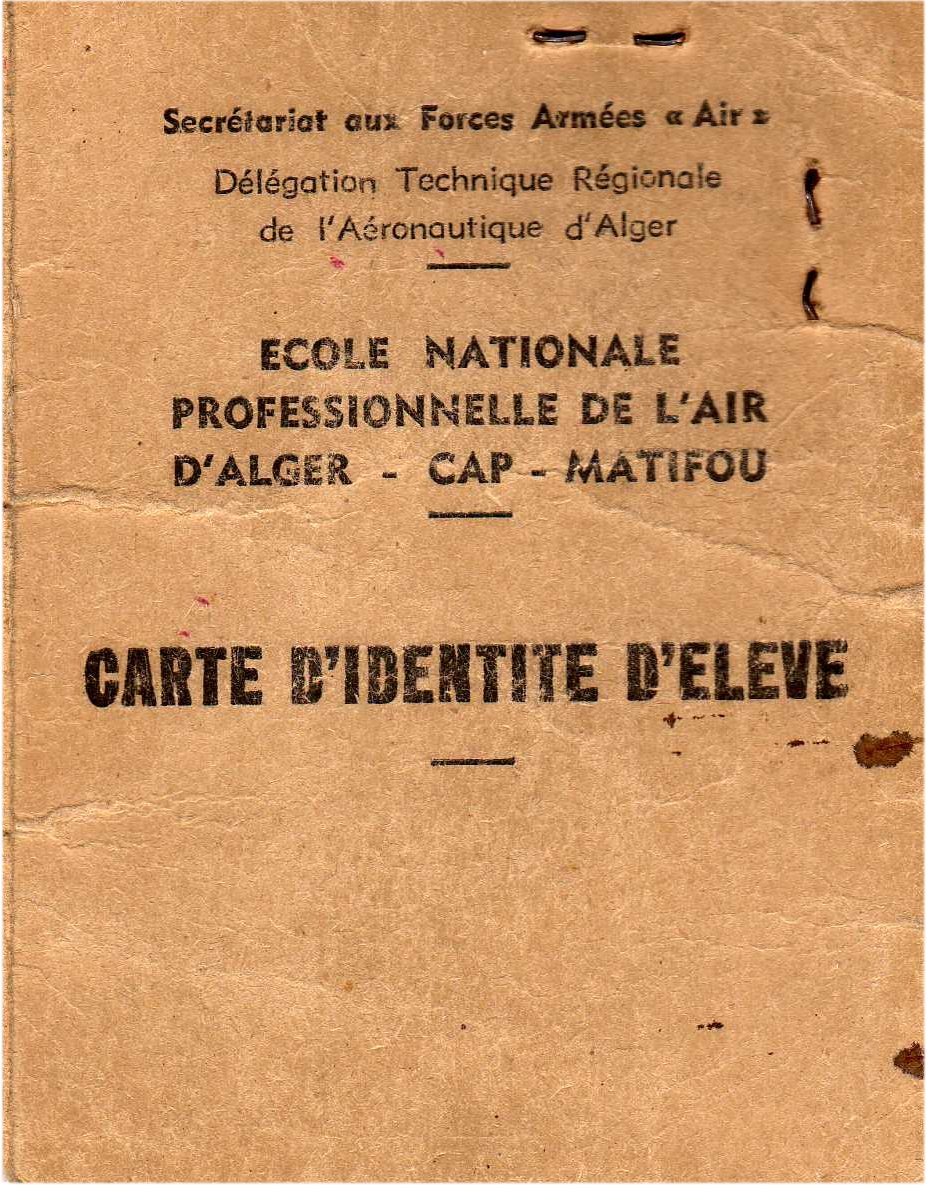 Secrétariat aux Forces Armées « Air »
Délégation Technique Régionale
de l'Aéronautique d'Alger
ECOLE NATIONALE
PROFESSIONNELLE DE L'AIR
D'ALGER - CAP - MATIFOU
CARTE D'IDENTITE D'ELEVE